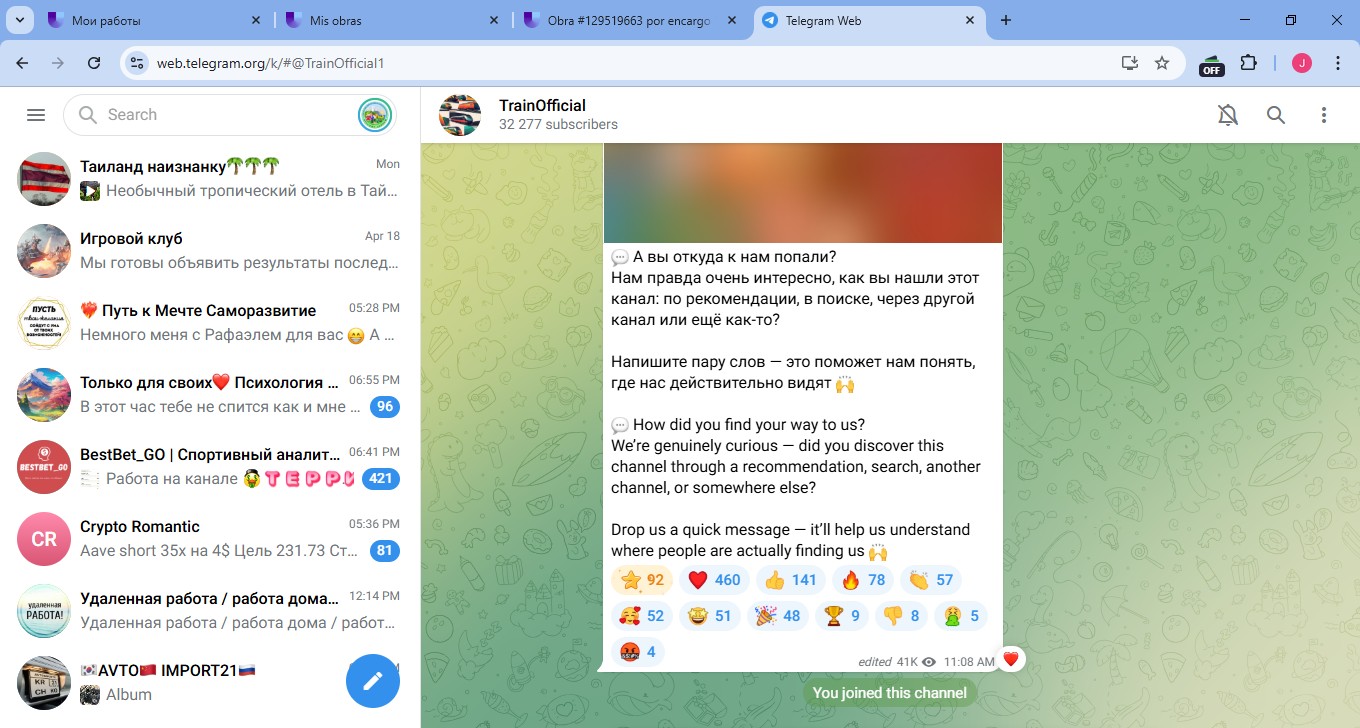 Мои работы
Mis obras
Obra #129519663 por encargo
Telegram Web
web.telegram.org/k/#@TrainOfficial1
OFF
J
Search
TrainOfficial
32 277 subscribers
Таиланд наизнанку🌴🌴🌴
Mon
Необычный тропический отель в Тай...
Игровой клуб
Apr 18
Мы готовы объявить результаты послед...
ПУСТЬ
❤️‍🔥 Путь к Мечте Саморазвитие
05:28 PM
Немного меня с Рафаэлем для вас 😁 А ...
Только для своих❤️ Психология ...
06:55 PM
В этот час тебе не спится как и мне ...
96
BESTBET_GO
BestBet_GO | Спортивный аналит...
06:41 PM
Работа на канале ТЕРРИ
421
CR
Crypto Romantic
05:36 PM
Aave short 35x на 4$ Цель 231.73 Ст...
81
удаленная
РАБОТА!
Удаленная работа / работа дома...
12:14 PM
Удаленная работа / работа дома / работ...
🇰🇷AVTO🇨🇳 IMPORT21🇷🇺
Album
💬 А вы откуда к нам попали?
Нам правда очень интересно, как вы нашли этот
канал: по рекомендации, в поиске, через другой
канал или ещё как-то?
Напишите пару слов — это поможет нам понять,
где нас действительно видят 🙌
💬 How did you find your way to us?
We’re genuinely curious — did you discover this
channel through a recommendation, search, another
channel, or somewhere else?
Drop us a quick message — it’ll help us understand
where people are actually finding us 🙌
⭐ 92 ❤️ 460 👍 141 🔥 78 👏 57
🥰 52 🤩 51 🎉 48 🏆 9 👎 8 🤮 5
🤬 4
edited 41K 11:08 AM
❤️
You joined this channel